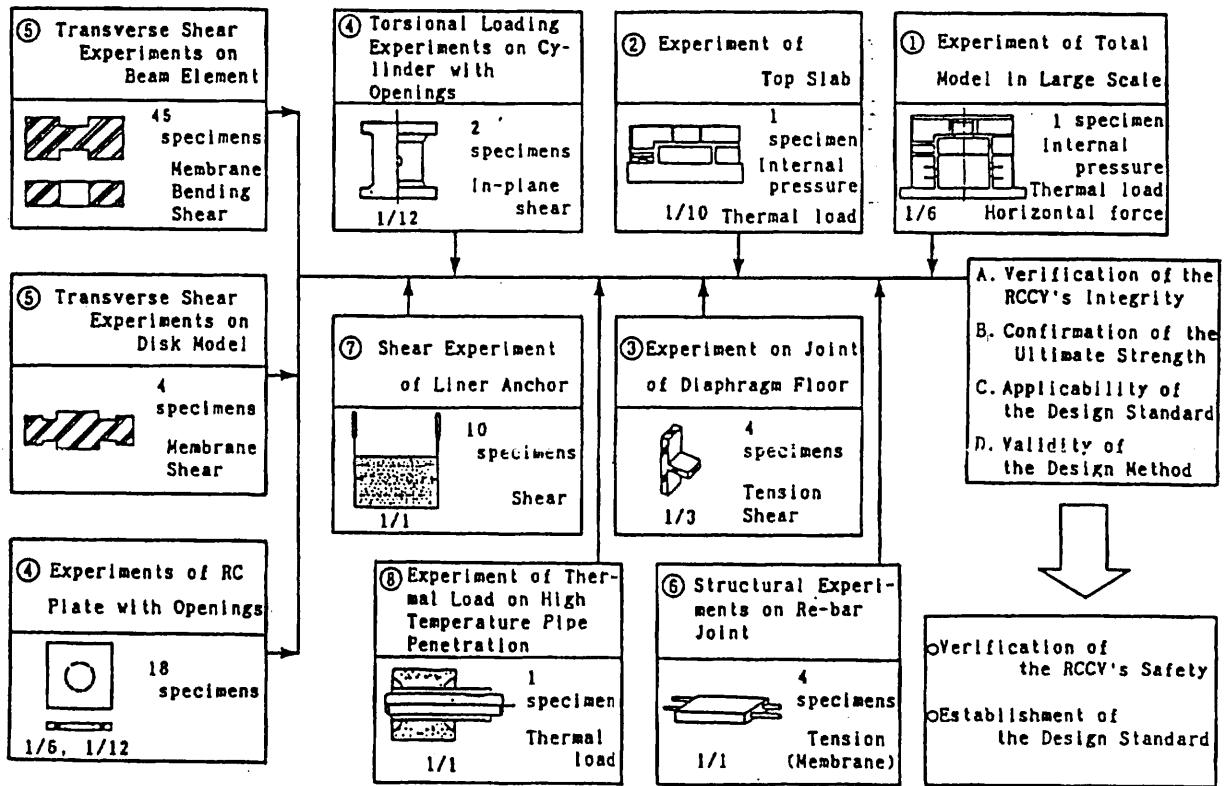 ⑤ Transverse Shear
Experiments on
Beam Element
45
specimens
Membrane
Bending
Shear
④ Torsional Loading
Experiments on Cy-
linder with
Openings
2
specimens
In-plane
shear
1/12
② Experiment of
Top Slab
1
specimen
Internal
pressure
1/10 Thermal load
① Experiment of Total
Model in Large Scale
1 specimen
Internal
pressure
Thermal load
1/6 Horizontal force
⑤ Transverse Shear
Experiments on
Disk Model
4
specimens
Membrane
Shear
⑦ Shear Experiment
of Liner Anchor
10
specimens
Shear
1/1
③ Experiment on Joint
of Diaphragm Floor
4
specimens
Tension
1/3 Shear
A. Verification of the
RCCV's Integrity
B. Confirmation of the
Ultimate Strength
C. Applicability of
the Design Standard
D. Validity of
the Design Method
④ Experiments of RC
Plate with Openings
18
specimens
1/6, 1/12
⑧ Experiment of Ther-
mal Load on High
Temperature Pipe
Penetration
1
specimen
Thermal
load
1/1
⑥ Structural Experi-
ments on Re-bar
Joint
4
specimens
Tension
1/1 (Membrane)
○Verification of
the RCCV's Safety
○Establishment of
the Design Standard